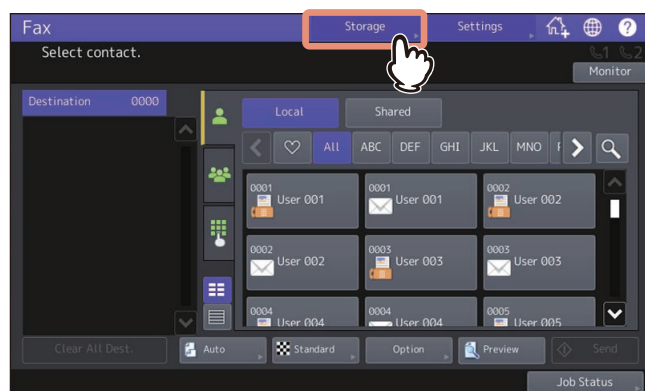 Fax
Storage
Settings
Select contact.
1
2
Monitor
Destination 0000
Local
Shared
All
ABC
DEF
GHI
JKL
MNO
0001
User 001
0001
User 001
0002
User 002
0002
User 002
0003
User 003
0003
User 003
0004
User 004
0004
User 004
0005
User 005
Clear All Dest.
Auto
Standard
Option
Preview
Send
Job Status